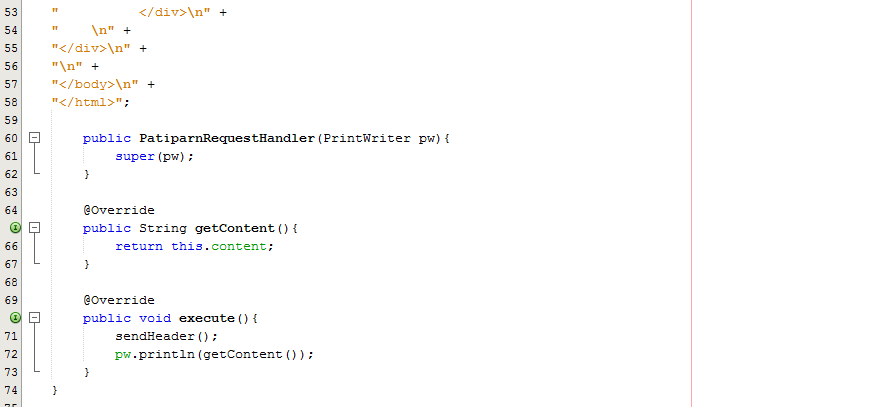 53 "          </div>\n" +
54 "    \n" +
55 "</div>\n" +
56 "\n" +
57 "</body>\n" +
58 "</html>";
59
60     public PatiparnRequestHandler(PrintWriter pw){
61         super(pw);
62     }
63
64     @Override
    public String getContent(){
66         return this.content;
67     }
68
69     @Override
    public void execute(){
71         sendHeader();
72         pw.println(getContent());
73     }
74 }